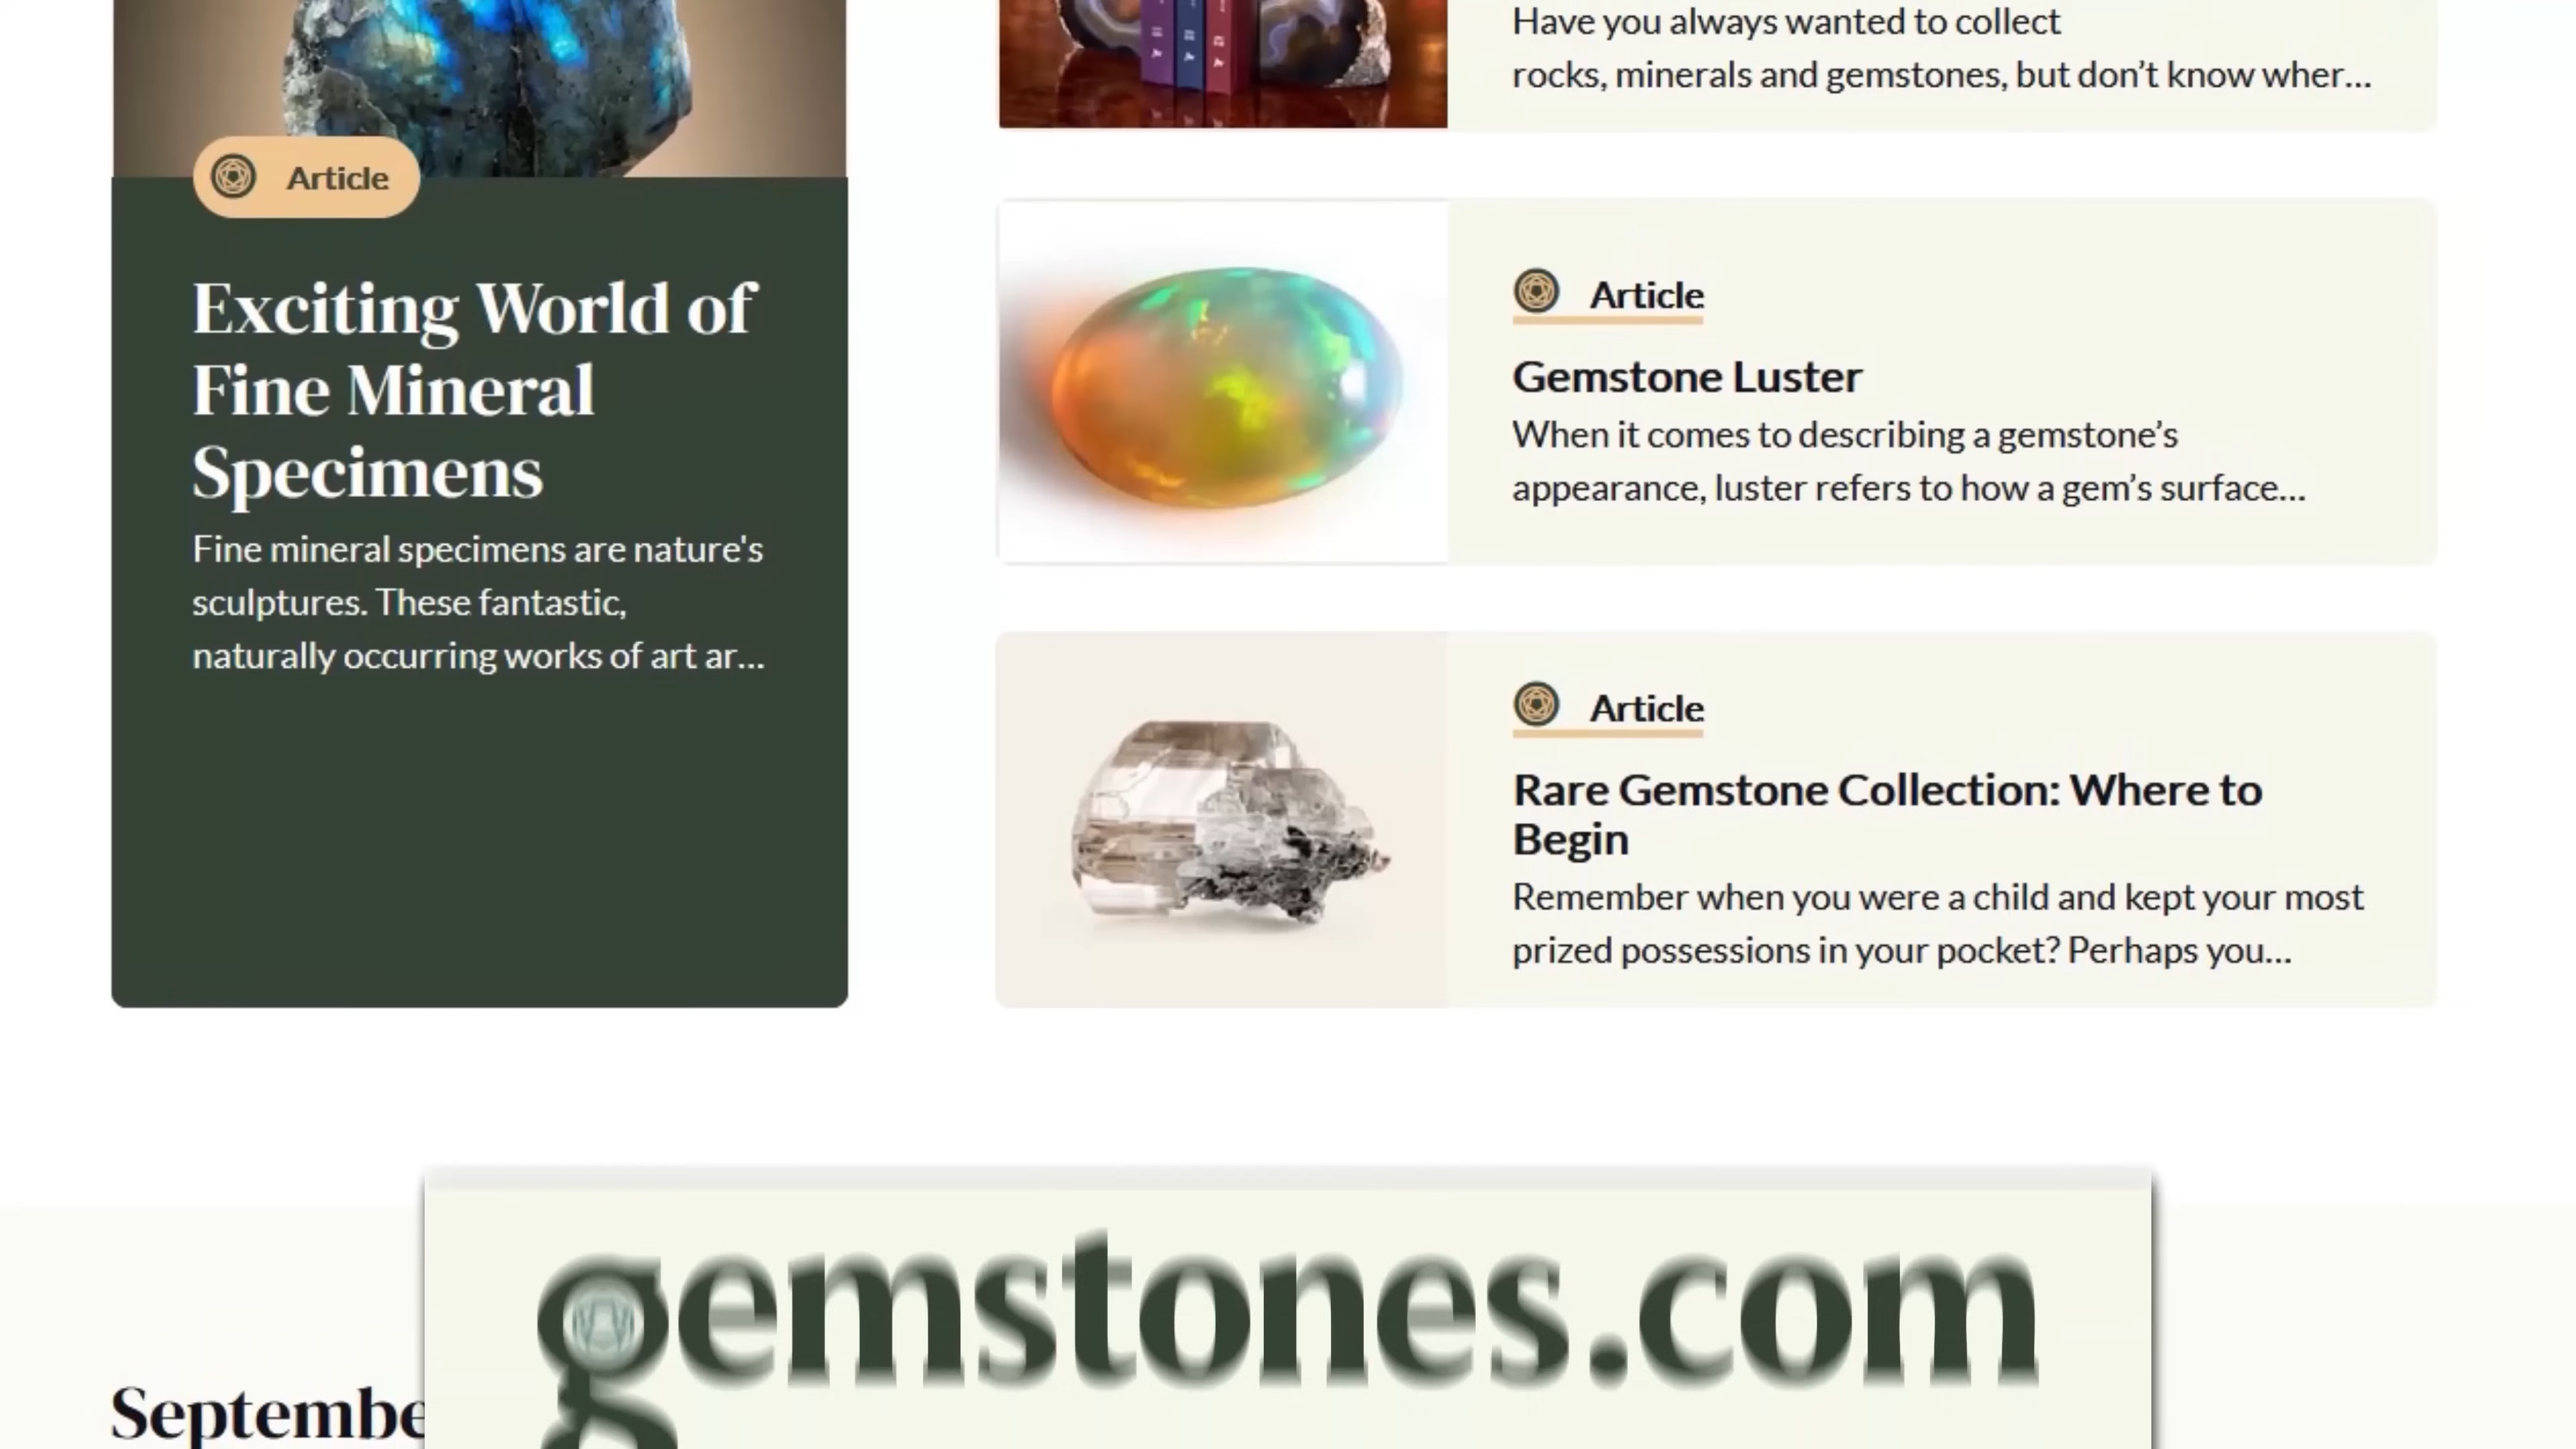 Article
Exciting World of
Fine Mineral
Specimens
Fine mineral specimens are nature's
sculptures. These fantastic,
naturally occurring works of art ar...
Have you always wanted to collect
rocks, minerals and gemstones, but don’t know wher...
Article
Gemstone Luster
When it comes to describing a gemstone’s
appearance, luster refers to how a gem’s surface...
Article
Rare Gemstone Collection: Where to
Begin
Remember when you were a child and kept your most
prized possessions in your pocket? Perhaps you...
gemstones.com
Septembe